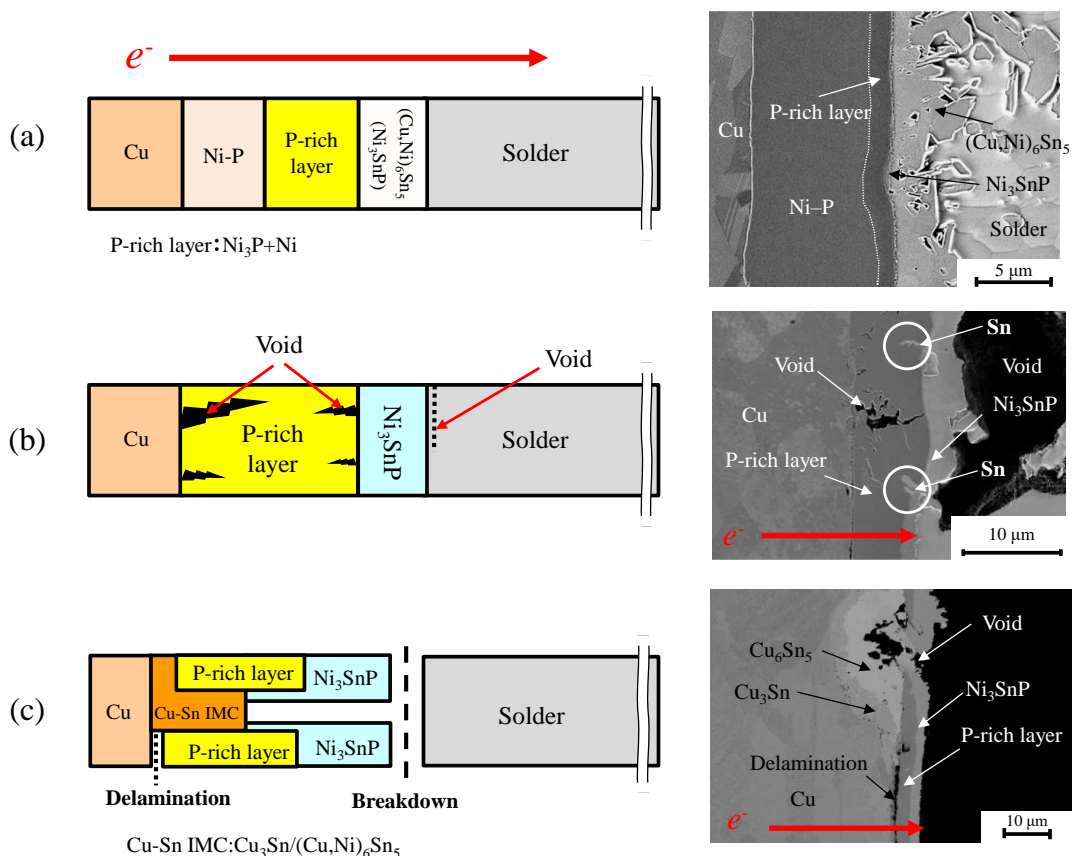 e-
(a)
Cu
Ni-P
P-rich
layer
(Cu,Ni)₆Sn₅
(Ni₃SnP)
Solder
P-rich layer:Ni₃P+Ni
P-rich layer
Cu
(Cu,Ni)₆Sn₅
Ni₃SnP
Ni–P
Solder
5 μm
(b)
Void
Void
Cu
P-rich
layer
Ni₃SnP
Solder
Sn
Void
Void
Ni₃SnP
Cu
P-rich layer
Sn
e-
10 μm
(c)
P-rich layer
Ni₃SnP
Cu
Cu-Sn IMC
Solder
P-rich layer
Ni₃SnP
Delamination
Breakdown
Cu-Sn IMC:Cu₃Sn/(Cu,Ni)₆Sn₅
Void
Cu₆Sn₅
Ni₃SnP
Cu₃Sn
P-rich layer
Delamination
Cu
e-
10 μm